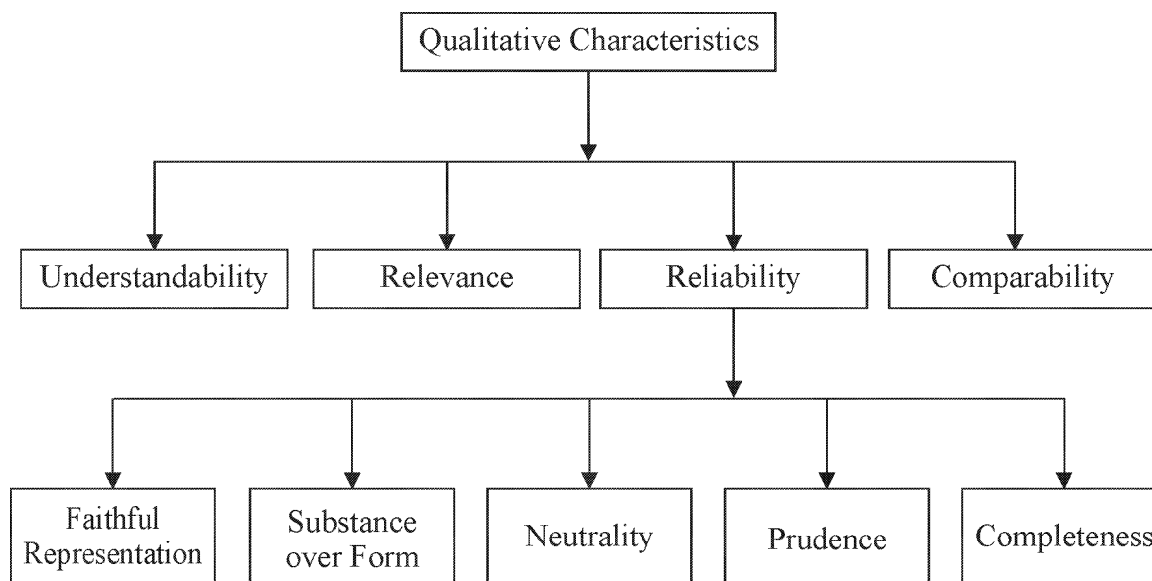 Qualitative Characteristics
Understandability
Relevance
Reliability
Comparability
Faithful
Representation
Substance
over Form
Neutrality
Prudence
Completeness